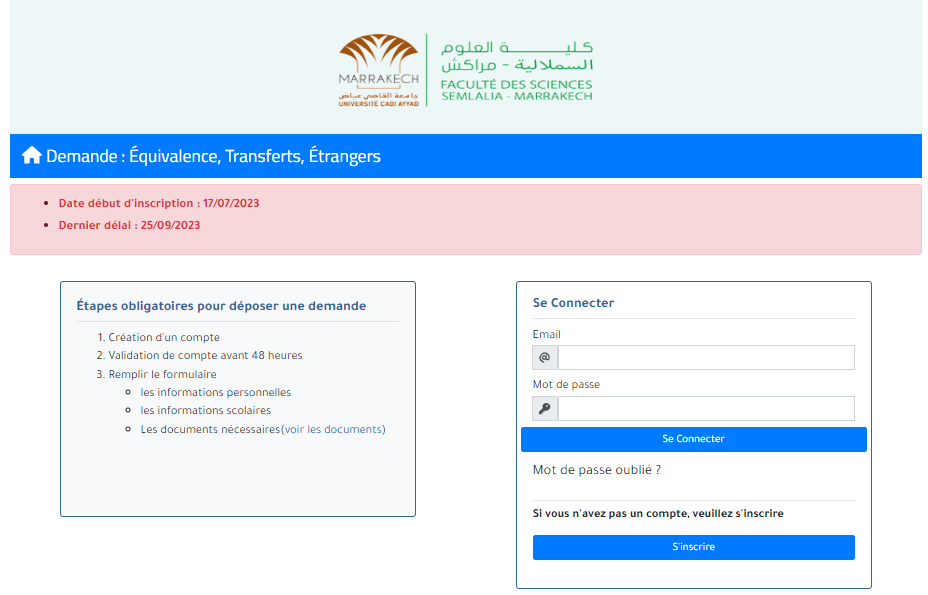 كليـــة العلوم
السملالية - مراكش
FACULTÉ DES SCIENCES
SEMLALIA - MARRAKECH
MARRAKECH
جامعة القاضي عياض
UNIVERSITÉ CADI AYYAD
Demande : Équivalence, Transferts, Étrangers
• Date début d'inscription : 17/07/2023
• Dernier délai : 25/09/2023
Étapes obligatoires pour déposer une demande
1. Création d'un compte
2. Validation de compte avant 48 heures
3. Remplir le formulaire
les informations personnelles
les informations scolaires
Les documents nécessaires(voir les documents)
Se Connecter
Email
@
Mot de passe
Se Connecter
Mot de passe oublié ?
Si vous n'avez pas un compte, veuillez s'inscrire
S'inscrire